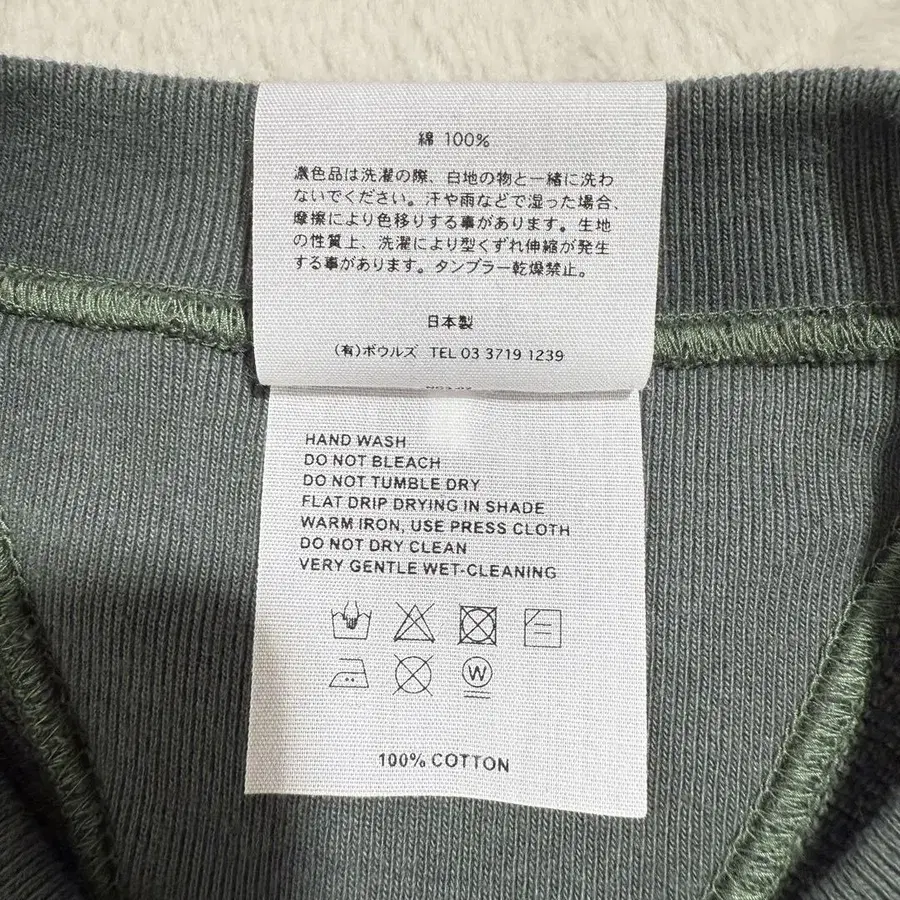 綿 100%
濃色品は洗濯の際、白地の物と一緒に洗わ
ないでください。汗や雨などで湿った場合、
摩擦により色移りする事があります。生地
の性質上、洗濯により型くずれ伸縮が発生
する事があります。タンブラー乾燥禁止。
日本製
(有)ボウルズ TEL 03 3719 1239
HAND WASH
DO NOT BLEACH
DO NOT TUMBLE DRY
FLAT DRIP DRYING IN SHADE
WARM IRON, USE PRESS CLOTH
DO NOT DRY CLEAN
VERY GENTLE WET-CLEANING
W
100% COTTON